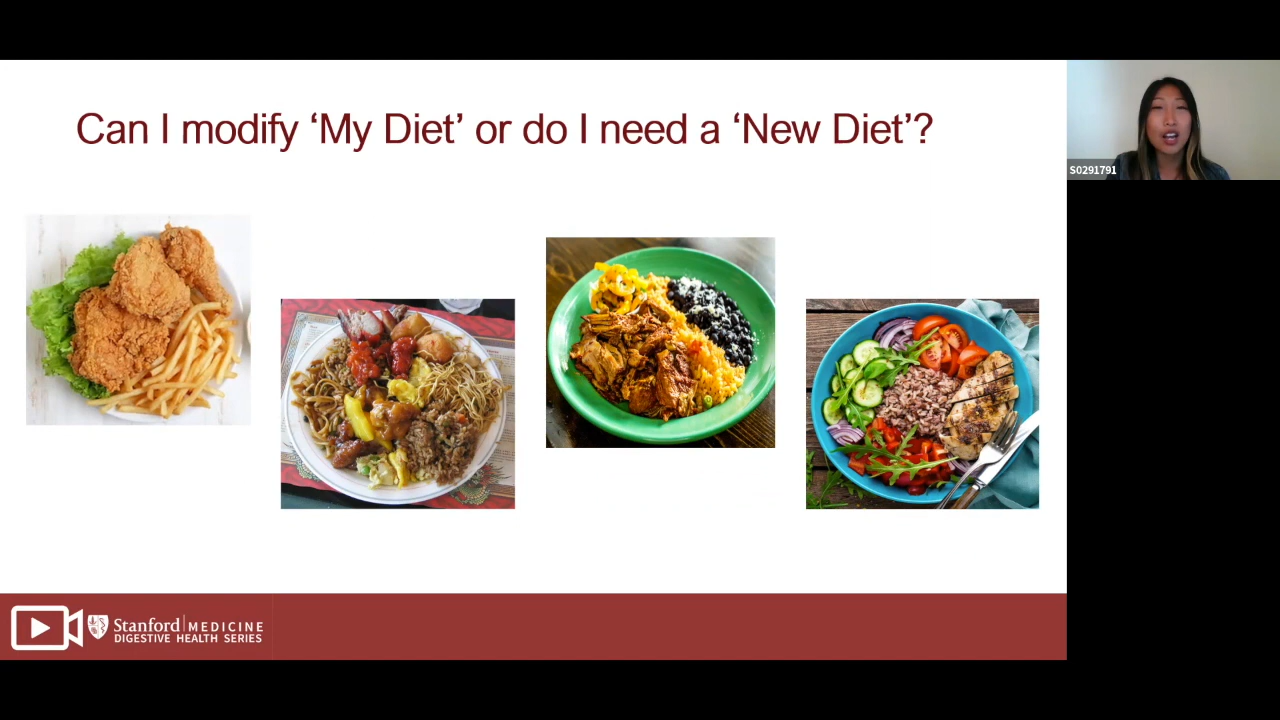 Can I modify ‘My Diet’ or do I need a ‘New Diet’?
S0291791
Stanford MEDICINE
DIGESTIVE HEALTH SERIES